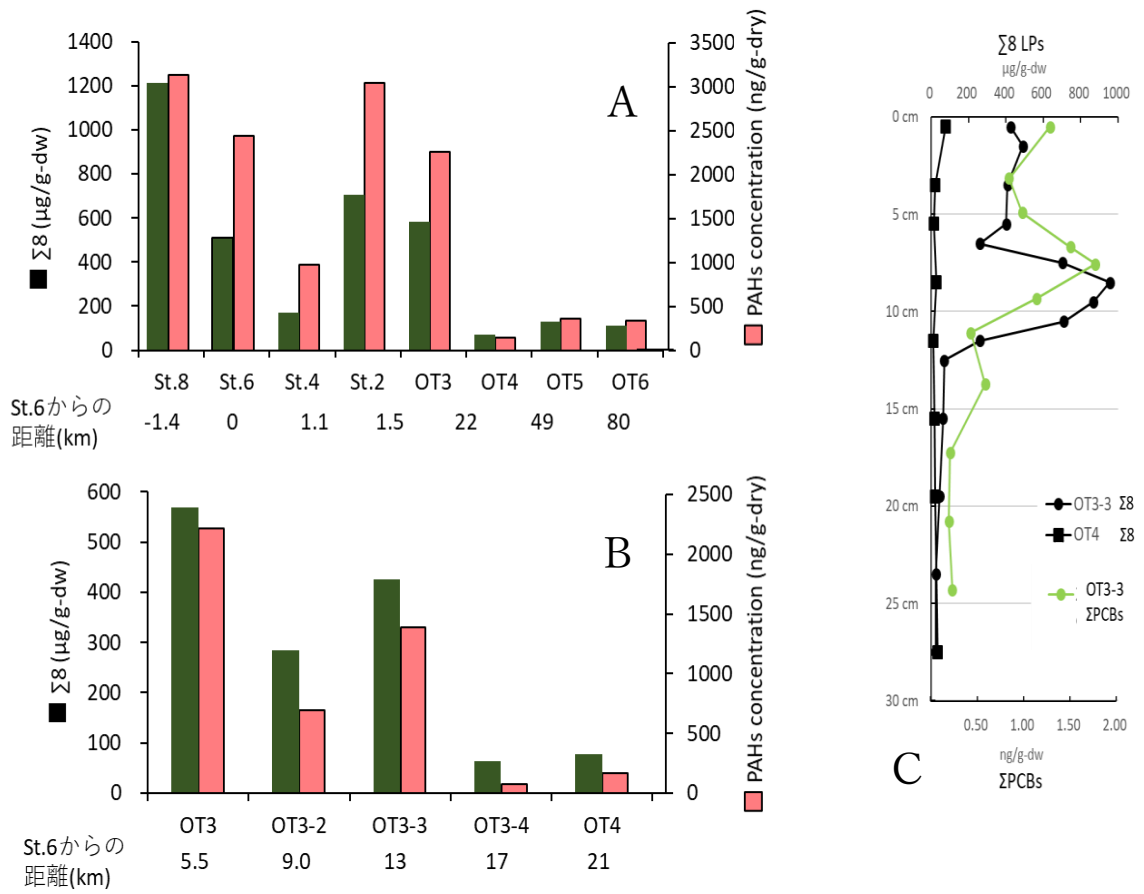 A
∑8 (µg/g-dw)
1400
1200
1000
800
600
400
200
0
PAHs concentration (ng/g-dry)
3500
3000
2500
2000
1500
1000
500
0
St.8 St.6 St.4 St.2 OT3 OT4 OT5 OT6
St.6からの
距離(km)
-1.4 0 1.1 1.5 22 49 80
B
∑8 (µg/g-dw)
600
500
400
300
200
100
0
PAHs concentration (ng/g-dry)
2500
2000
1500
1000
500
0
OT3 OT3-2 OT3-3 OT3-4 OT4
St.6からの
距離(km)
5.5 9.0 13 17 21
∑8 LPs
µg/g-dw
0 200 400 600 800 1000
0 cm
5 cm
10 cm
15 cm
20 cm
25 cm
30 cm
OT3-3 Σ8
OT4 Σ8
OT3-3
ΣPCBs
0.50 1.00 1.50 2.00
ng/g-dw
ΣPCBs
C